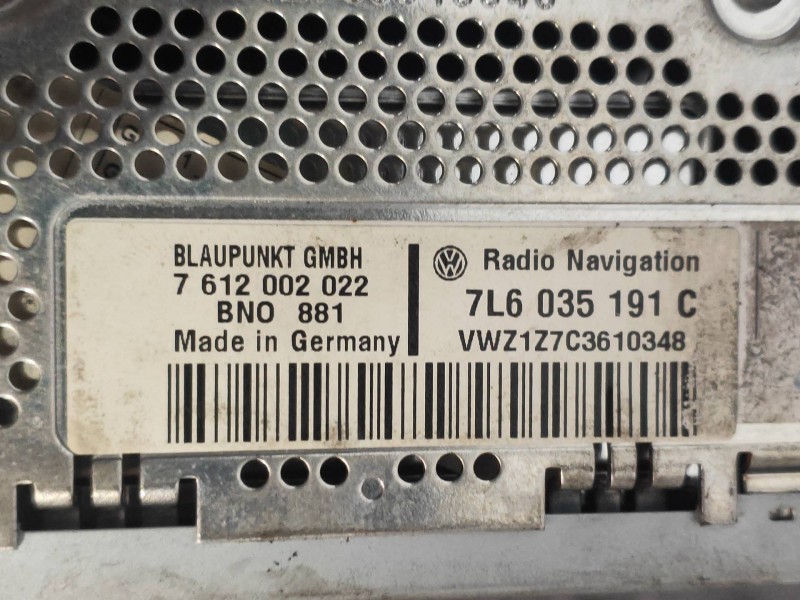 BLAUPUNKT GMBH
7 612 002 022
BNO 881
Made in Germany
Radio Navigation
7L6 035 191 C
VWZ1Z7C3610348